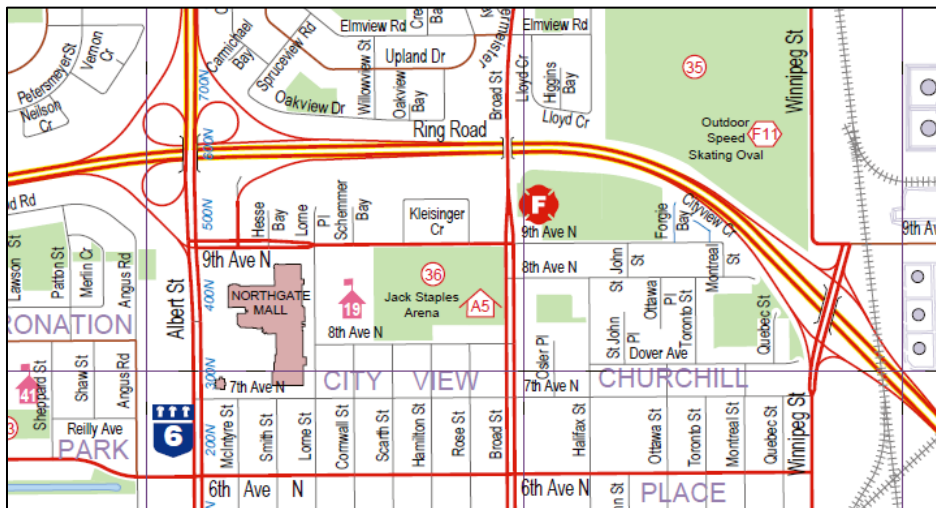 Elmview Rd
Cre
Bay
Bay
ermeister
Elmview Rd
Winnipeg St
Petersmeyer St
Vernon
Cr
Carmichael
Bay
Spruceview Rd
Willowview St
Upland Dr
Oakview
Bay
Broad St
Lloyd Cr
Higgins
Bay
35
Neilson
Cr
700N
Oakview Dr
Lloyd Cr
Ring Road
600N
Outdoor
Speed
Skating Oval
F11
d Rd
500N
Hesse
Bay
Lorne
Pl
Schemmer
Bay
Kleisinger
Cr
F
9th Ave N
Forgie
Bay
Cityview Cr
9th Ave
Lawson
Patton St
Merlin Cr
Angus Rd
9th Ave N
8th Ave N
St John
St
Montreal
St
Albert St
400N
NORTHGATE
MALL
19
36
Jack Staples
Arena
A5
8th Ave N
Ottawa
Pl
Toronto St
Quebec St
RONATION
St John
Pl
Osler Pl
Dover Ave
300N
7th Ave N
CITY VIEW
7th Ave N
CHURCHILL
41
Sheppard St
Shaw St
Angus Rd
3
Reilly Ave
PARK
6
200N
McIntyre St
Smith St
Lorne St
Cornwall St
Scarth St
Hamilton St
Rose St
Broad St
Halifax St
Ottawa St
Toronto St
Montreal St
Quebec St
Winnipeg St
6th Ave N
6th Ave N
hn St
PLACE